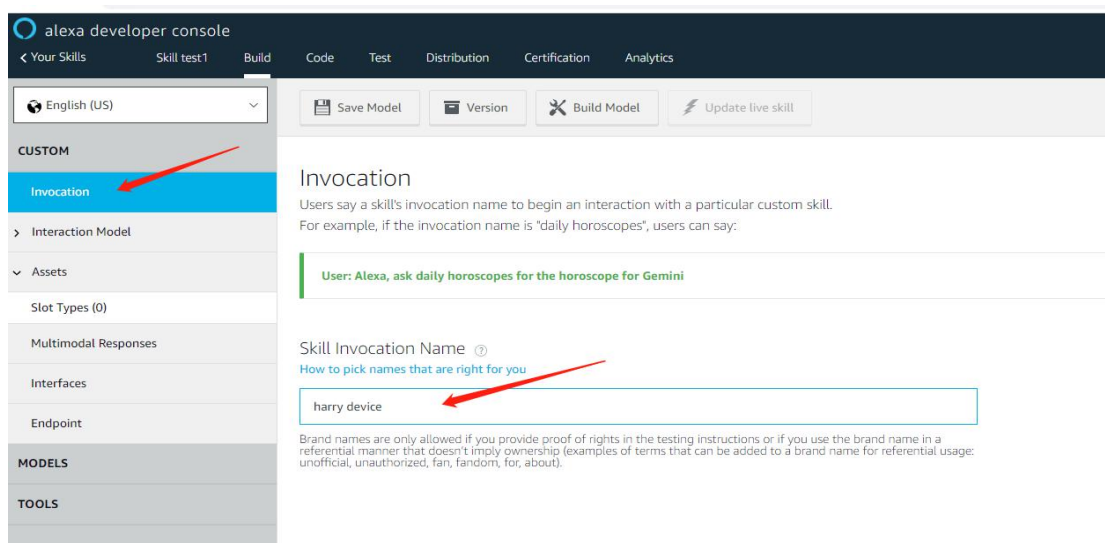 alexa developer console
Your Skills Skill test1 Build Code Test Distribution Certification Analytics
English (US)
Save Model Version Build Model Update live skill
CUSTOM
Invocation
Interaction Model
Assets
Slot Types (0)
Multimodal Responses
Interfaces
Endpoint
MODELS
TOOLS
Invocation
Users say a skill's invocation name to begin an interaction with a particular custom skill.
For example, if the invocation name is "daily horoscopes", users can say:
User: Alexa, ask daily horoscopes for the horoscope for Gemini
Skill Invocation Name ?
How to pick names that are right for you
harry device
Brand names are only allowed if you provide proof of rights in the testing instructions or if you use the brand name in a
referential manner that doesn't imply ownership (examples of terms that can be added to a brand name for referential usage:
unofficial, unauthorized, fan, fandom, for, about).